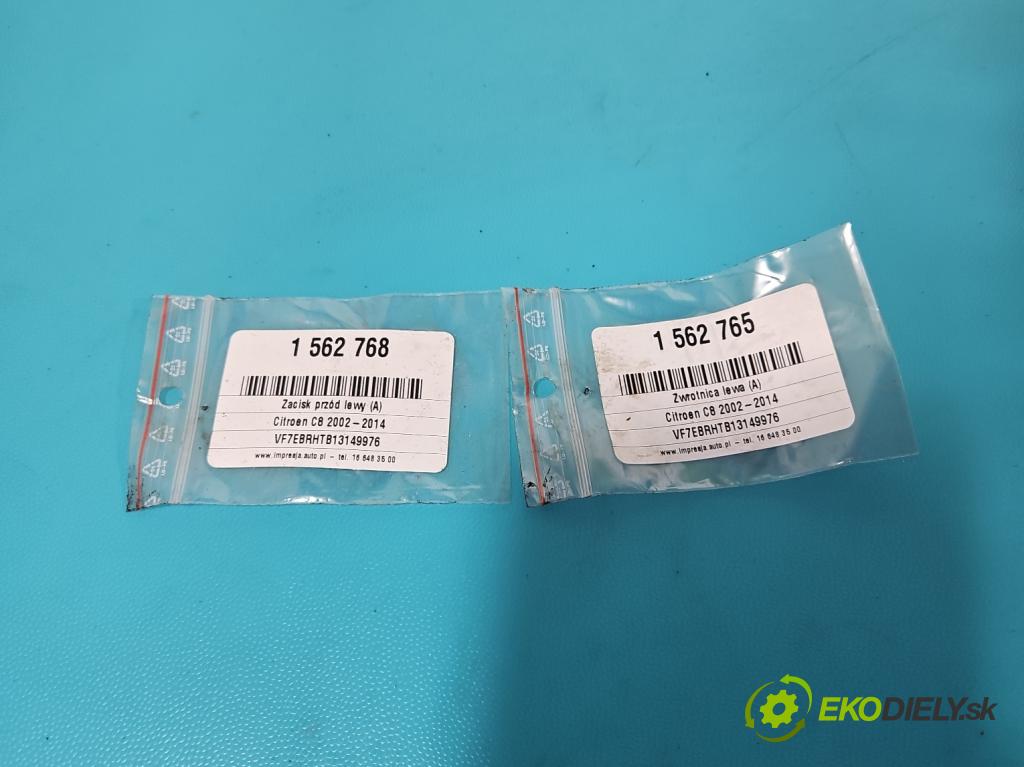 1 562 768
Zacisk przód lewy (A)
Citroen C8 2002-2014
VF7EBRHTB13149976
www.impresja.auto.pl - tel. 16 648 35 00
1 562 765
Zwrotnica lewa (A)
Citroen C8 2002-2014
VF7EBRHTB13149976
www.impresja.auto.pl - tel. 16 648 35 00
EKODIELY.sk